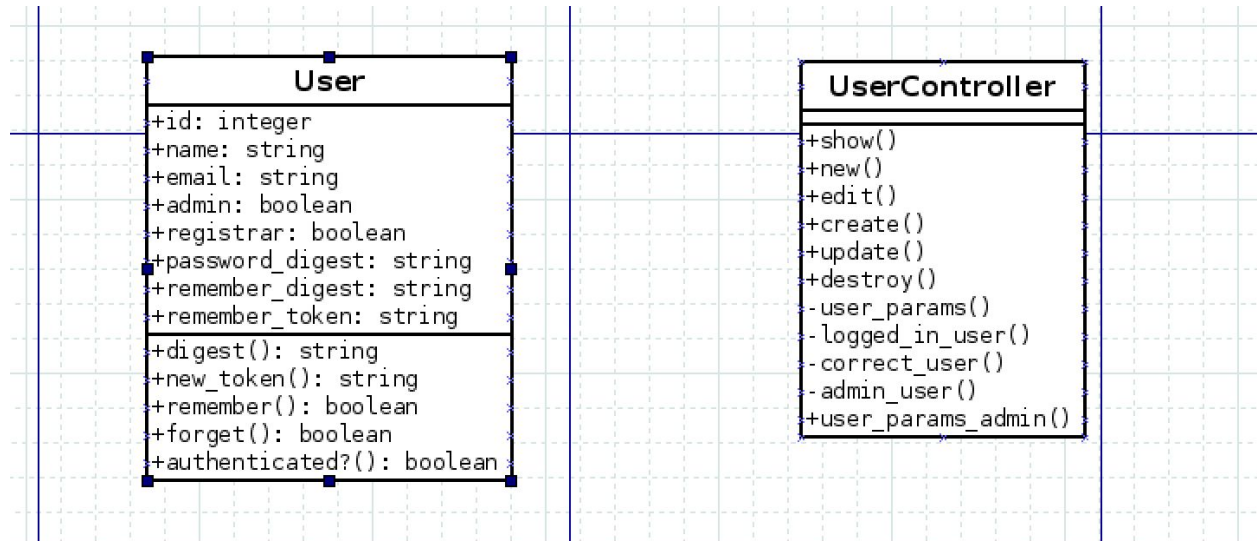 User
+id: integer
+name: string
+email: string
+admin: boolean
+registrar: boolean
+password_digest: string
+remember_digest: string
+remember_token: string
+digest(): string
+new_token(): string
+remember(): boolean
+forget(): boolean
+authenticated?(): boolean
UserController
+show()
+new()
+edit()
+create()
+update()
+destroy()
-user_params()
-logged_in_user()
-correct_user()
-admin_user()
+user_params_admin()